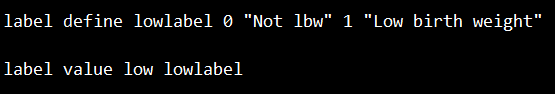 label define lowlabel 0 "Not lbw" 1 "Low birth weight"
label value low lowlabel